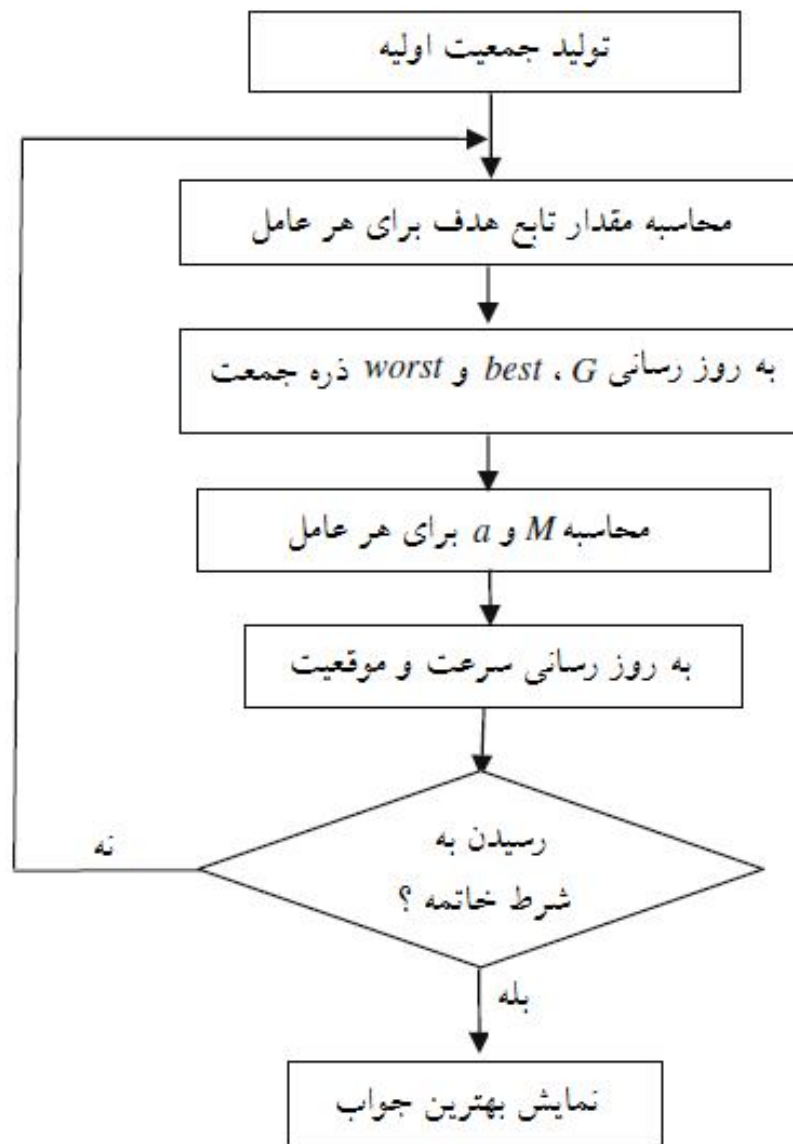 تولید جمعیت اولیه
محاسبه مقدار تابع هدف برای هر عامل
به روز رسانی best ، G و worst ذره جمعت
محاسبه M و a برای هر عامل
به روز رسانی سرعت و موقعیت
رسیدن به
شرط خاتمه ؟
نه
بله
نمایش بهترین جواب